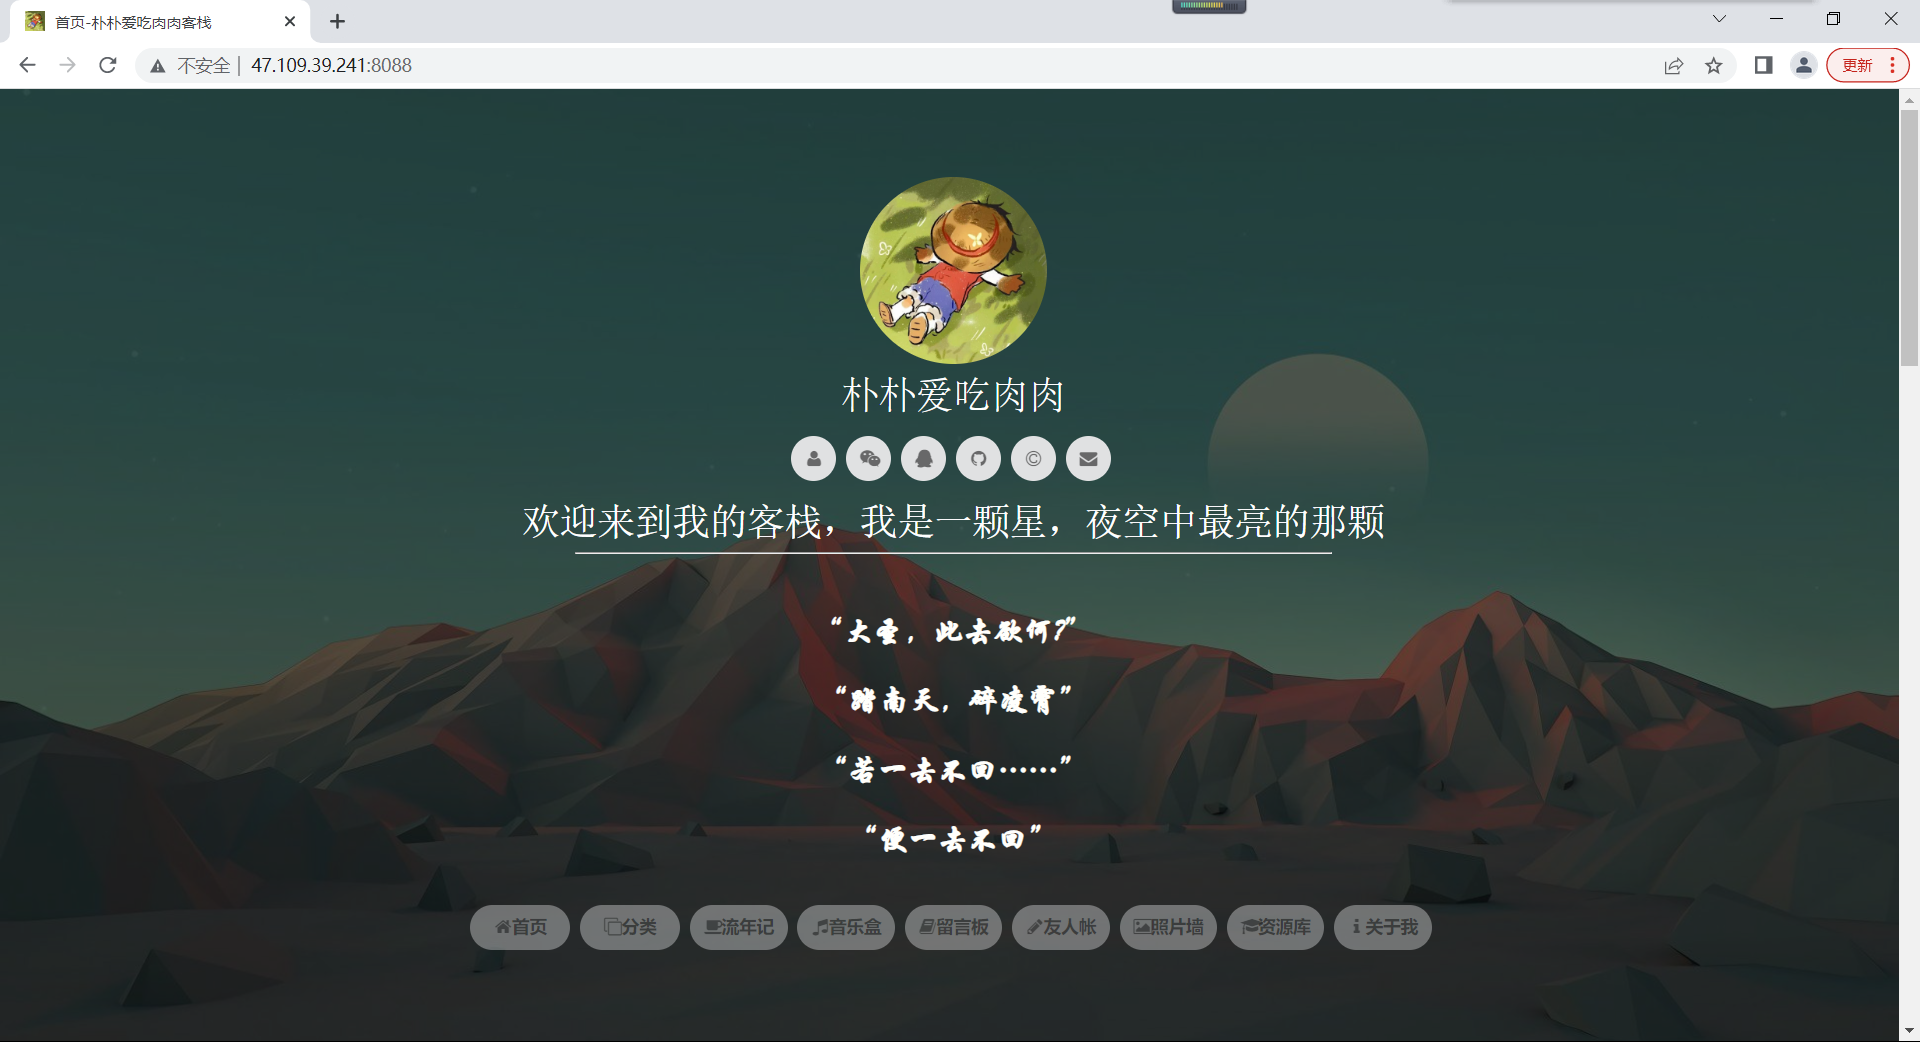 首页-朴朴爱吃肉肉客栈
不安全 | 47.109.39.241:8088
更新
朴朴爱吃肉肉
欢迎来到我的客栈，我是一颗星，夜空中最亮的那颗
“大圣，此去欲何?”
“踏南天，碎凌霄”
“若一去不回……”
“便一去不回”
首页 分类 流年记 音乐盒 留言板 友人帐 照片墙 资源库 关于我